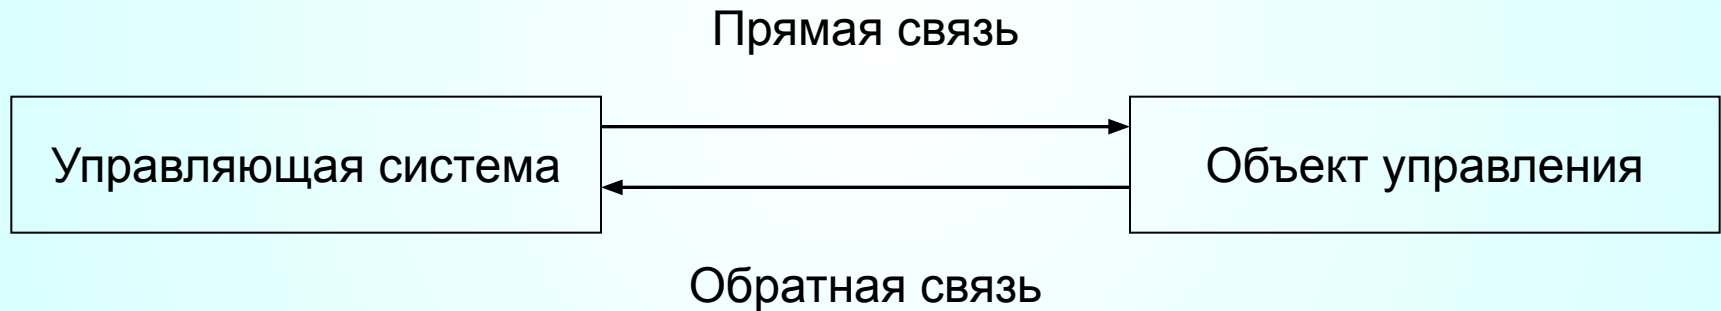 Прямая связь
Управляющая система
Объект управления
Обратная связь